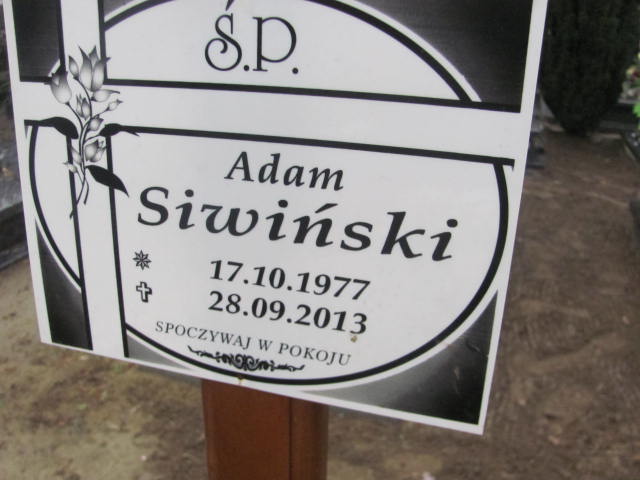 Ś.P.
Adam
Siwiński
17.10.1977
28.09.2013
SPOCZYWAJ W POKOJU